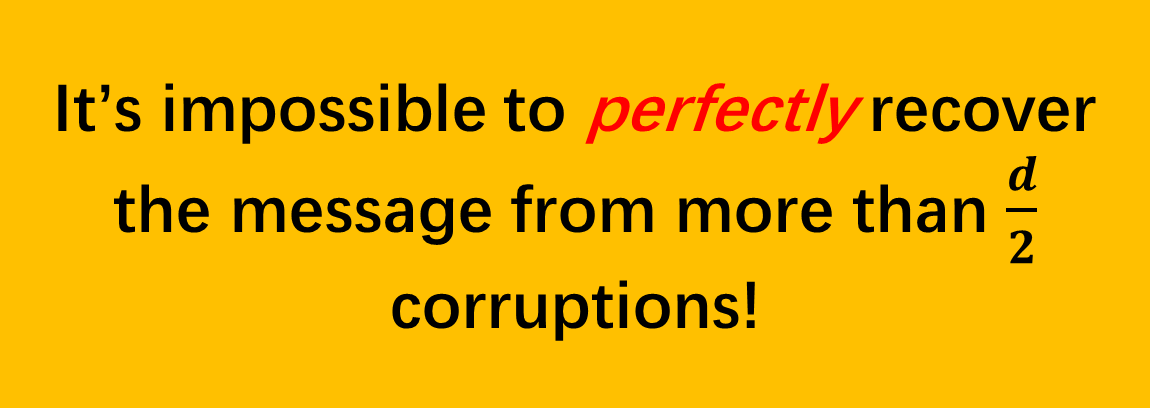 It’s impossible to perfectly recover
the message from more than d/2
corruptions!